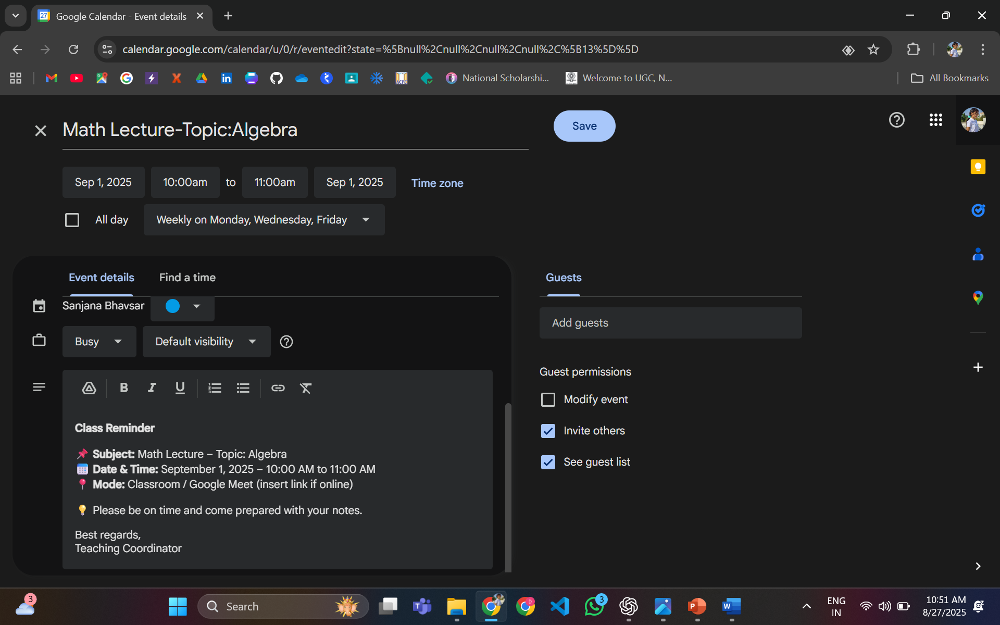 Google Calendar - Event details
calendar.google.com/calendar/u/0/r/eventedit?state=%5Bnull%2Cnull%2Cnull%2Cnull%2C%5B13%5D%5D
National Scholarshi...
Welcome to UGC, N...
All Bookmarks
Math Lecture-Topic:Algebra
Save
Sep 1, 2025 10:00am to 11:00am Sep 1, 2025 Time zone
All day Weekly on Monday, Wednesday, Friday
Event details Find a time
Sanjana Bhavsar
Busy Default visibility
B I U
Class Reminder
📌 Subject: Math Lecture – Topic: Algebra
📅 Date & Time: September 1, 2025 – 10:00 AM to 11:00 AM
📍 Mode: Classroom / Google Meet (insert link if online)
💡 Please be on time and come prepared with your notes.
Best regards,
Teaching Coordinator
Guests
Add guests
Guest permissions
Modify event
Invite others
See guest list
3
Search
3
ENG
IN
10:51 AM
8/27/2025